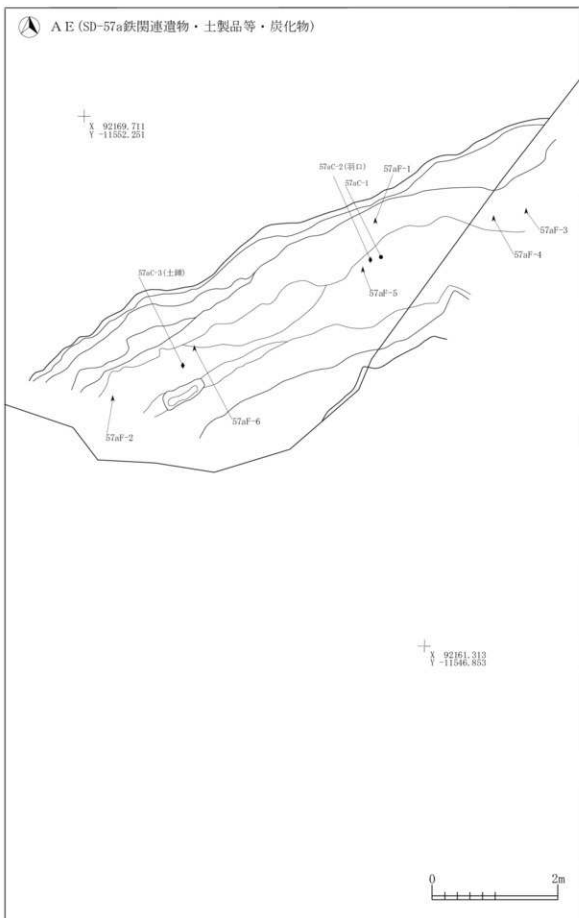 AE(SD-57a鉄関連遺物・土製品等・炭化物)
X 92169.711
Y -11552.251
57aC-2(羽口)
57aF-1
57aC-1
57aF-3
57aF-4
57aC-3(土錘)
57aF-5
57aF-6
57aF-2
X 92161.313
Y -11546.853
0 2m